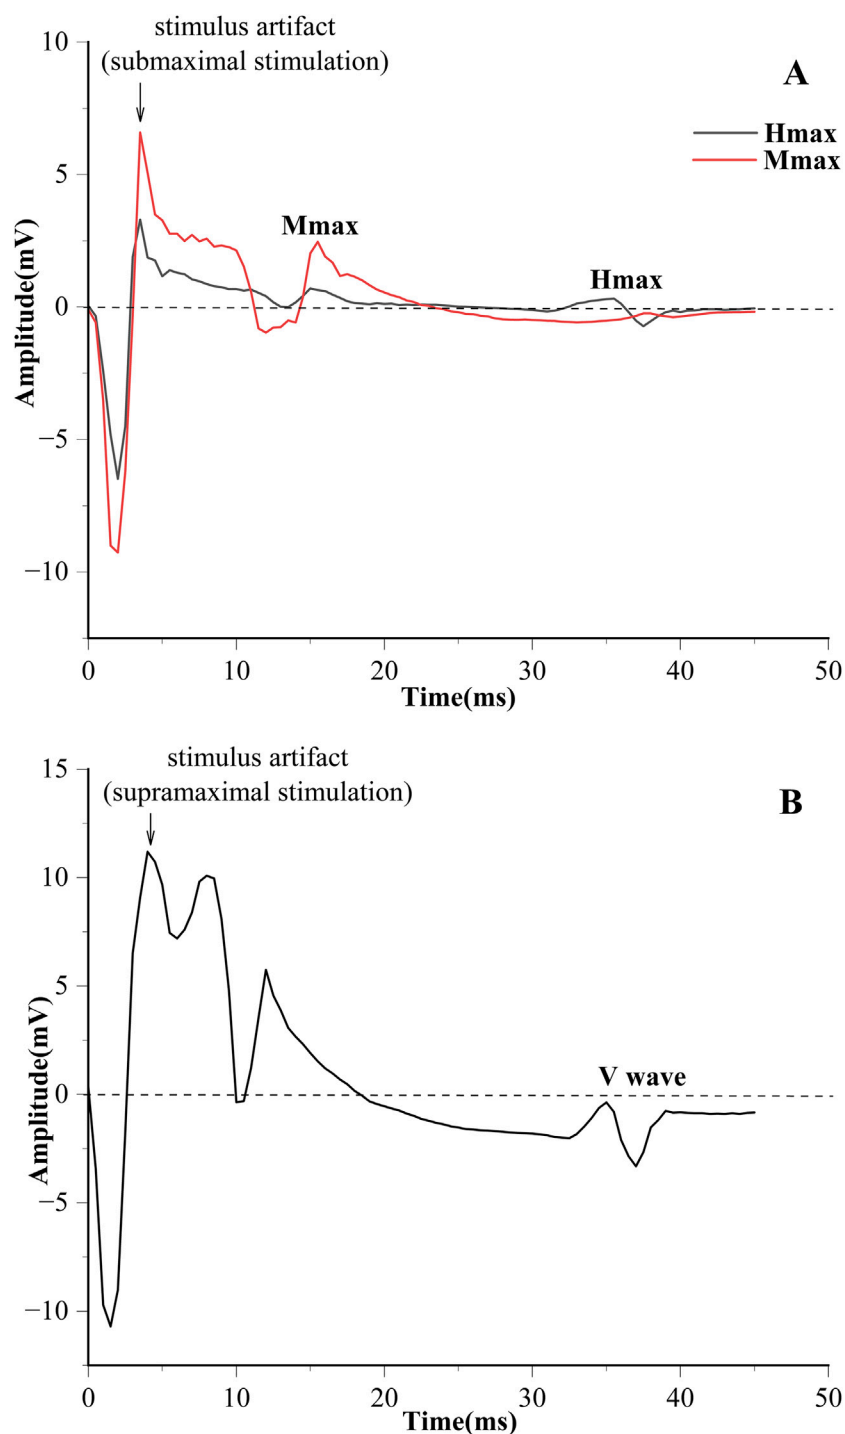 stimulus artifact
(submaximal stimulation)
A
Hmax
Mmax
Mmax
Hmax
10
5
0
−5
−10
Amplitude(mV)
0
10
20
30
40
50
Time(ms)
stimulus artifact
(supramaximal stimulation)
B
V wave
15
10
5
0
−5
−10
Amplitude(mV)
0
10
20
30
40
50
Time(ms)